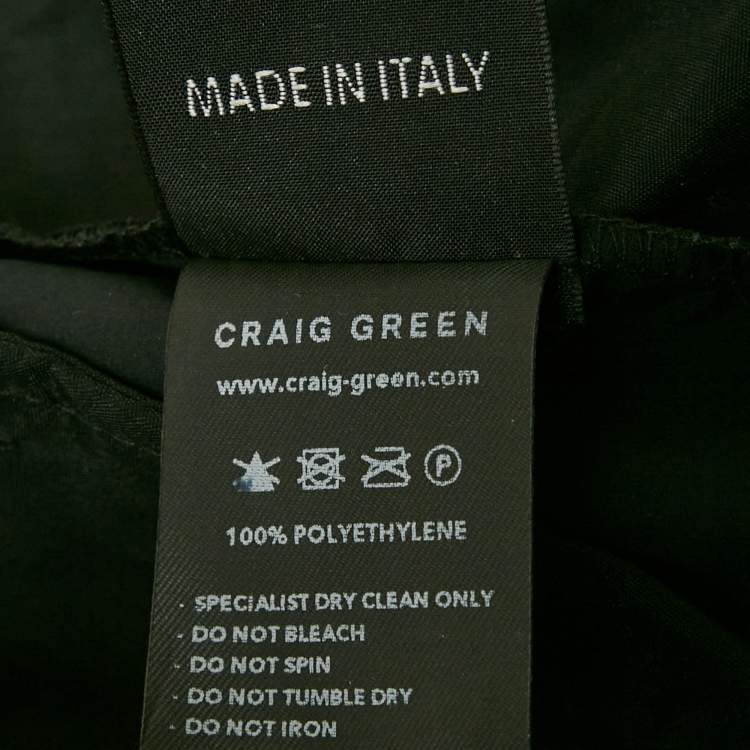 MADE IN ITALY
CRAIG GREEN
www.craig-green.com
P
100% POLYETHYLENE
- SPECIALIST DRY CLEAN ONLY
- DO NOT BLEACH
- DO NOT SPIN
- DO NOT TUMBLE DRY
- DO NOT IRON